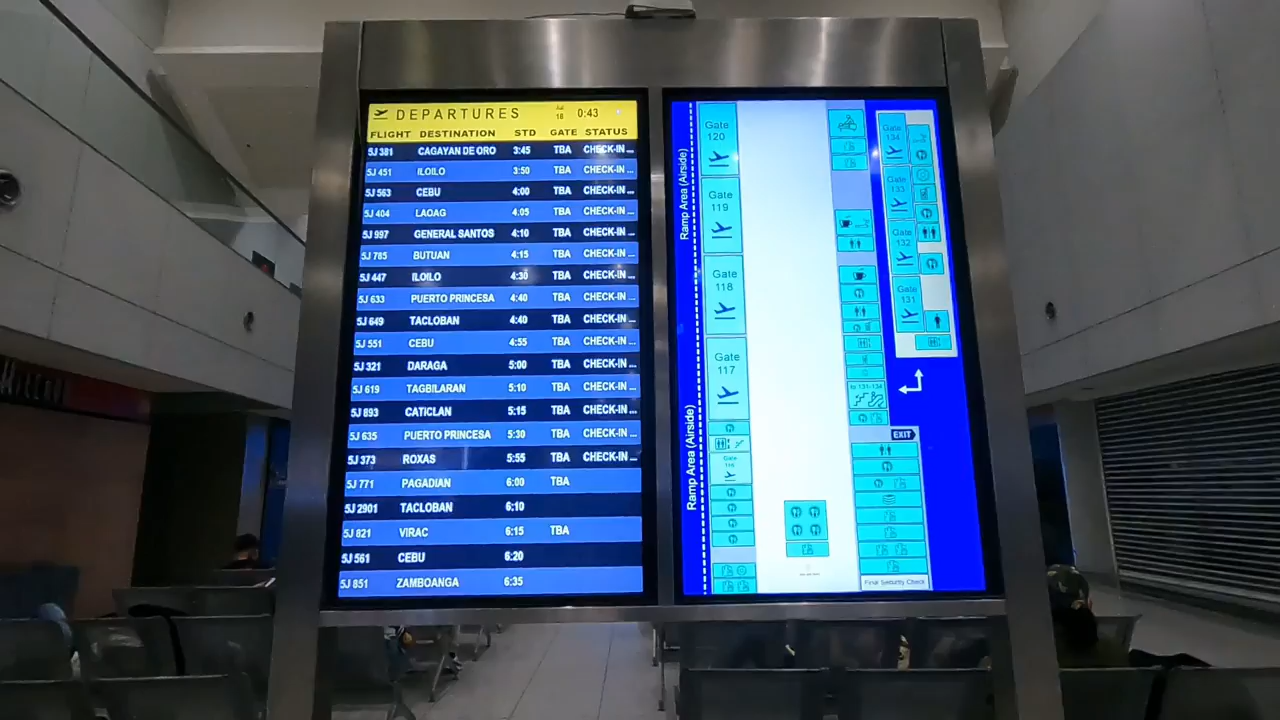 DEPARTURES Jul 18 0:43
FLIGHT DESTINATION STD GATE STATUS
5J 381 CAGAYAN DE ORO 3:45 TBA CHECK-IN ...
5J 451 ILOILO 3:50 TBA CHECK-IN ...
5J 563 CEBU 4:00 TBA CHECK-IN ...
5J 404 LAOAG 4:05 TBA CHECK-IN ...
5J 997 GENERAL SANTOS 4:10 TBA CHECK-IN ...
5J 785 BUTUAN 4:15 TBA CHECK-IN ...
5J 447 ILOILO 4:30 TBA CHECK-IN ...
5J 633 PUERTO PRINCESA 4:40 TBA CHECK-IN ...
5J 649 TACLOBAN 4:40 TBA CHECK-IN ...
5J 551 CEBU 4:55 TBA CHECK-IN ...
5J 321 DARAGA 5:00 TBA CHECK-IN ...
5J 619 TAGBILARAN 5:10 TBA CHECK-IN ...
5J 893 CATICLAN 5:15 TBA CHECK-IN ...
5J 635 PUERTO PRINCESA 5:30 TBA CHECK-IN ...
5J 373 ROXAS 5:55 TBA CHECK-IN ...
5J 771 PAGADIAN 6:00 TBA
5J 2901 TACLOBAN 6:10
5J 821 VIRAC 6:15 TBA
5J 561 CEBU 6:20
5J 851 ZAMBOANGA 6:35
Ramp Area (Airside)
Ramp Area (Airside)
Gate
120
Gate
119
Gate
118
Gate
117
Gate
116
Gate
134
Gate
133
Gate
132
Gate
131
to 131-134
EXIT
Final Security Check